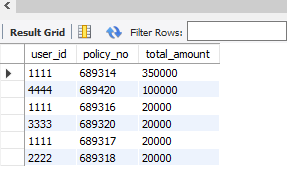 Result Grid Filter Rows:
user_id policy_no total_amount
1111 689314 350000
4444 689420 100000
1111 689316 20000
3333 689320 20000
1111 689317 20000
2222 689318 20000